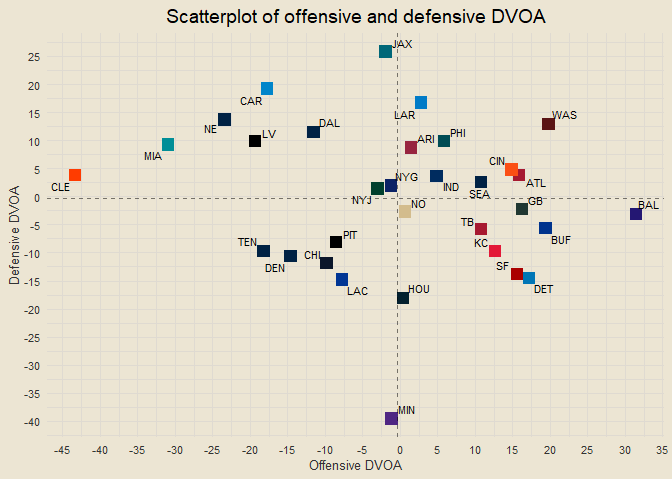 Scatterplot of offensive and defensive DVOA
25
20
15
10
5
0
-5
-10
-15
-20
-25
-30
-35
-40
Defensive DVOA
JAX
CAR
LAR
WAS
NE
DAL
LV
PHI
ARI
MIA
CIN
ATL
CLE
NYG
IND
SEA
NYJ
NO
GB
BAL
TB
BUF
PIT
TEN
KC
CHI
DEN
SF
LAC
HOU
DET
MIN
-45 -40 -35 -30 -25 -20 -15 -10 -5 0 5 10 15 20 25 30 35
Offensive DVOA